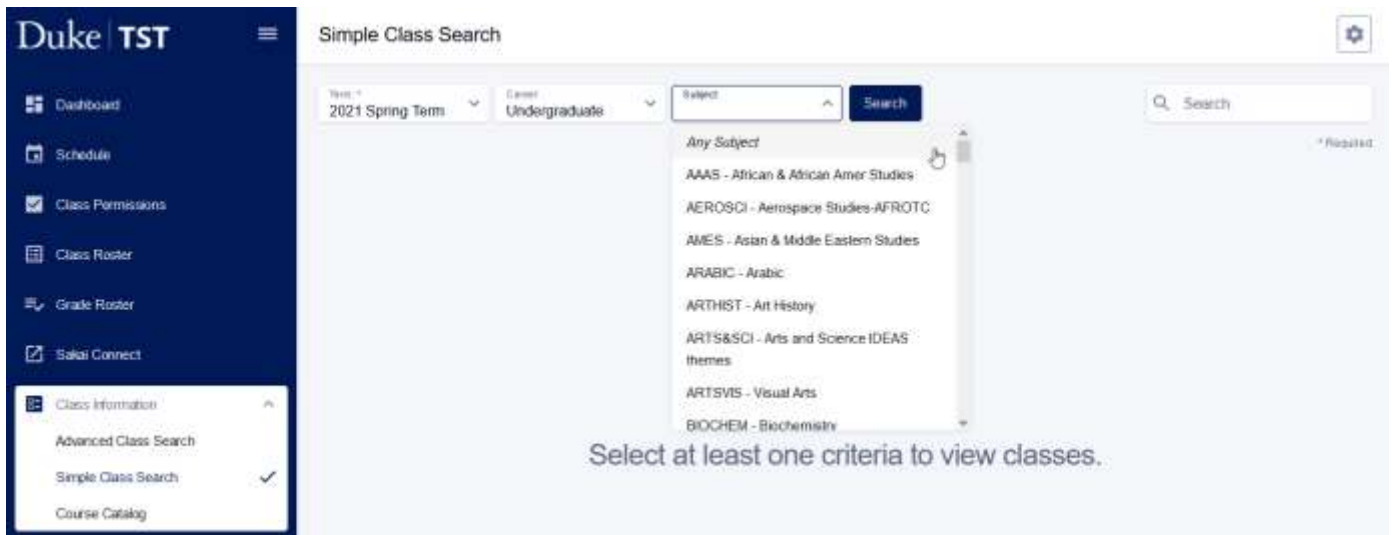 Duke TST
Simple Class Search
Dashboard
Schedule
Class Permissions
Class Roster
Grade Roster
Sakai Connect
Class Information
Advanced Class Search
Simple Class Search
Course Catalog
Term *
2021 Spring Term
Career
Undergraduate
Subject
Search
Search
* Required
Any Subject
AAAS - African & African Amer Studies
AEROSCI - Aerospace Studies-AFROTC
AMES - Asian & Middle Eastern Studies
ARABIC - Arabic
ARTHIST - Art History
ARTS&SCI - Arts and Science IDEAS
themes
ARTSVIS - Visual Arts
BIOCHEM - Biochemistry
Select at least one criteria to view classes.